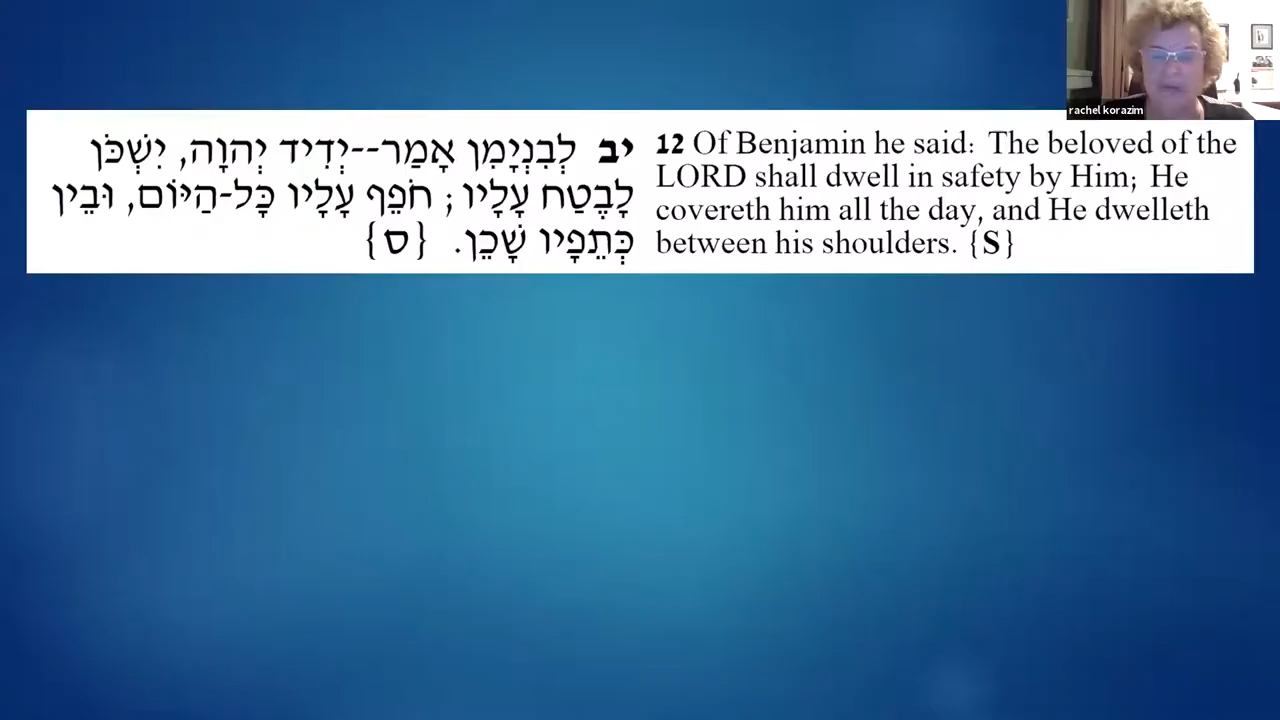 rachel korazim
יב לְבִנְיָמִן אָמַר--יְדִיד יְהוָה, יִשְׁכֹּן
לָבֶטַח עָלָיו; חֹפֵף עָלָיו כָּל-הַיּוֹם, וּבֵין
כְּתֵפָיו שָׁכֵן. {ס}
12 Of Benjamin he said: The beloved of the
LORD shall dwell in safety by Him; He
covereth him all the day, and He dwelleth
between his shoulders. {S}